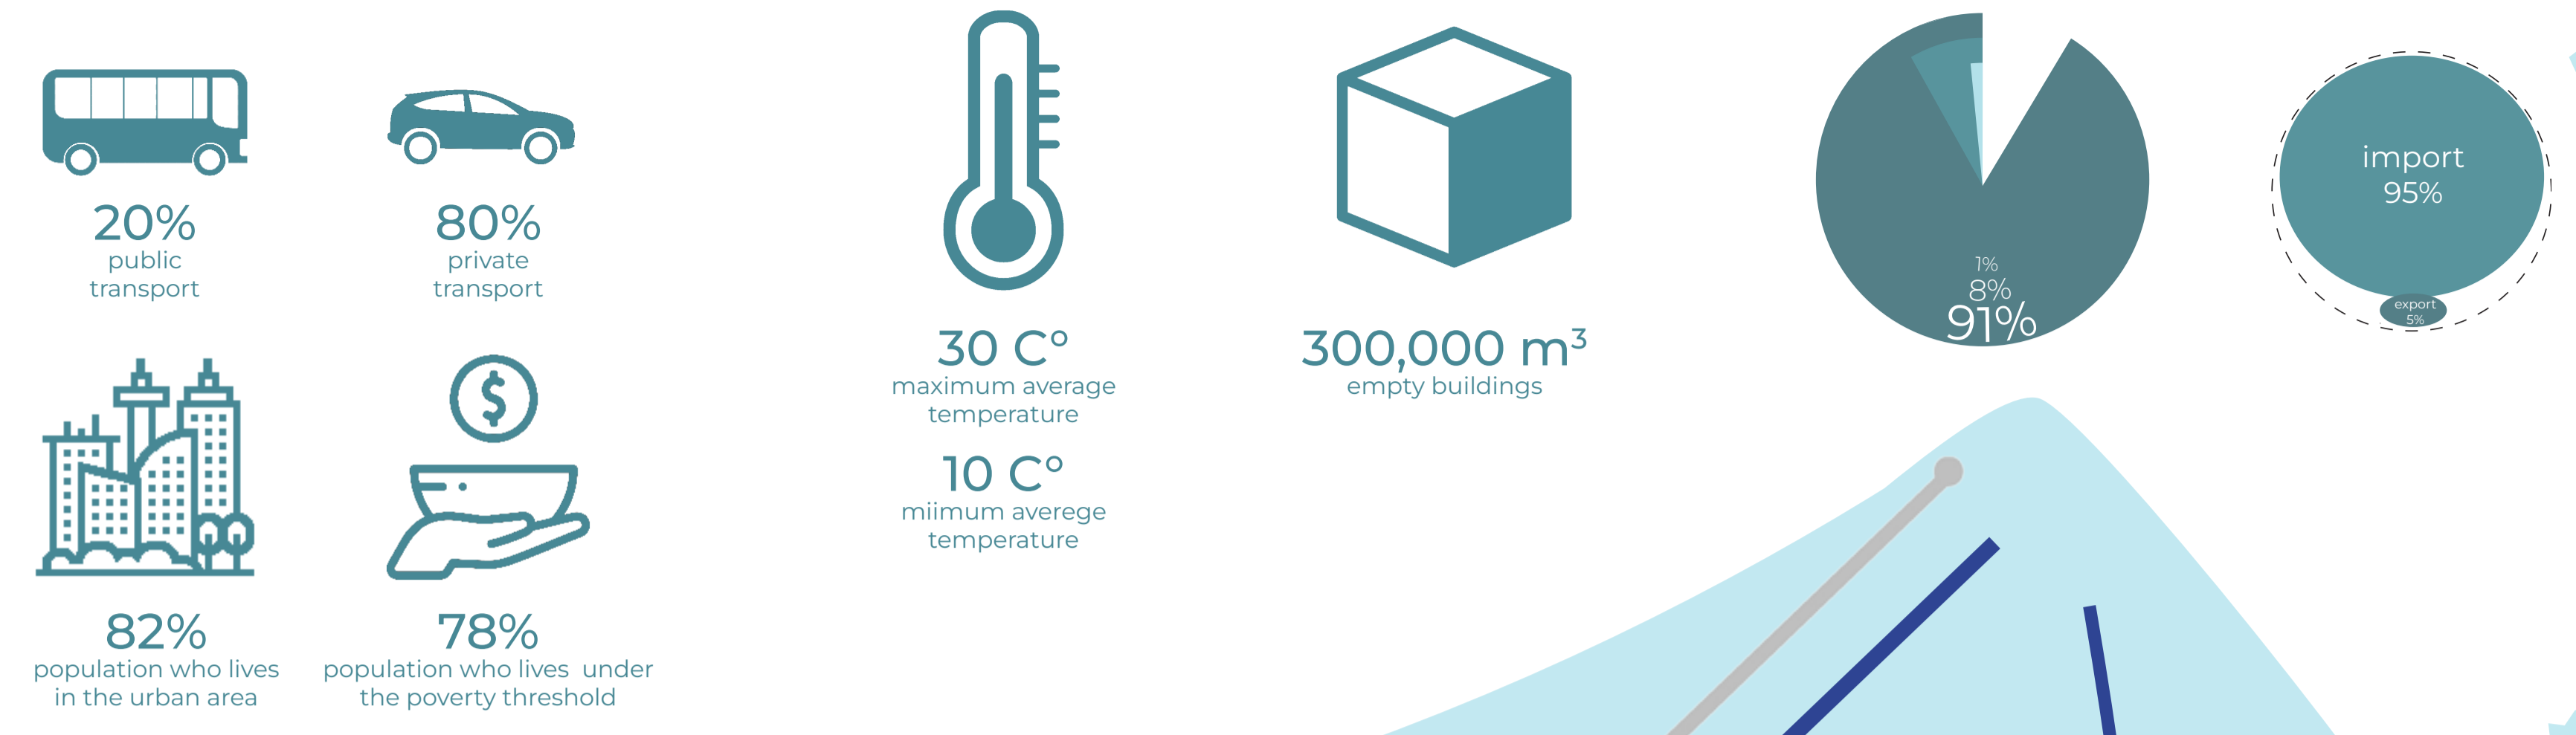 20%
public
transport
80%
private
transport
82%
population who lives
in the urban area
78%
population who lives  under
the poverty threshold
30 C°
maximum average
temperature
10 C°
miimum averege
temperature
300,000 m³
empty buildings
1%
8%
91%
import
95%
export
5%